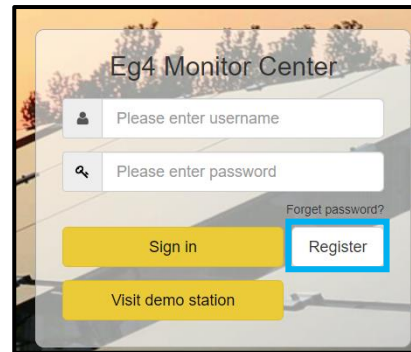 Eg4 Monitor Center
Please enter username
Please enter password
Forget password?
Sign in
Register
Visit demo station